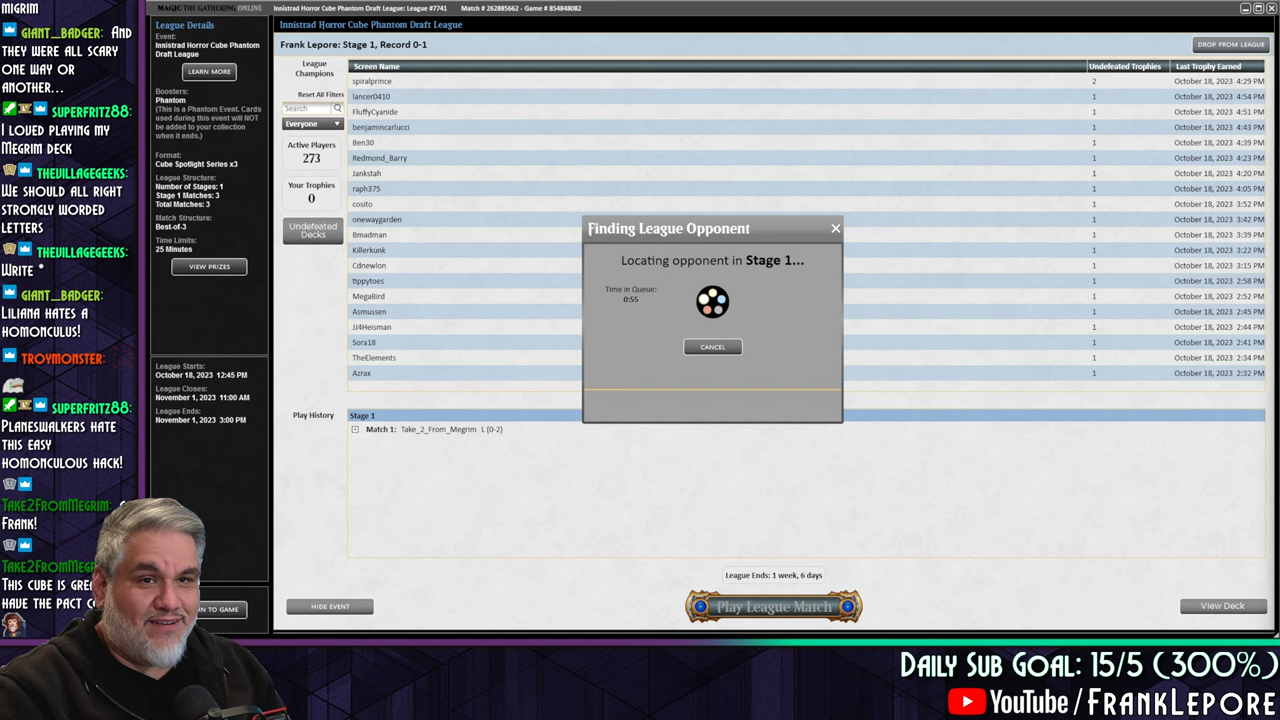 MIGRIM
GIANT_BADGER: AND
THEY WERE ALL SCARY
ONE WAY OR
ANOTHER...
SUPERFRITZ88:
I LOVED PLAYING MY
MEGRIM DECK
THEVILLAGEGEEKS:
WE SHOULD ALL RIGHT
STRONGLY WORDED
LETTERS
THEVILLAGEGEEKS:
WRITE *
GIANT_BADGER:
LILIANA HATES A
HOMONCULUS!
TROYMONSTER:
SUPERFRITZ88:
PLANESWALKERS HATE
THIS EASY
HOMONCULOUS HACK!
TAKE2FROMMEGRIM:
FRANK!
TAKE2FROMMEG
THIS CUBE IS GREA
HAVE THE PACT C
MAGIC THE GATHERING ONLINE
Innistrad Horror Cube Phantom Draft League: League #7741 Match # 262885662 - Game # 854848082
League Details
Event:
Innistrad Horror Cube Phantom
Draft League
LEARN MORE
Boosters:
Phantom
(This is a Phantom Event. Cards
used during this event will NOT
be added to your collection
when it ends.)
Format:
Cube Spotlight Series x3
League Structure:
Number of Stages: 1
Stage 1 Matches: 3
Total Matches: 3
Match Structure:
Best-of-3
Time Limits:
25 Minutes
VIEW PRIZES
League Starts:
October 18, 2023 12:45 PM
League Closes:
November 1, 2023 11:00 AM
League Ends:
November 1, 2023 3:00 PM
IN TO GAME
Innistrad Horror Cube Phantom Draft League
Frank Lepore: Stage 1, Record 0-1
DROP FROM LEAGUE
League
Champions
Reset All Filters
Search
Everyone
Active Players
273
Your Trophies
0
Undefeated
Decks
Screen Name Undefeated Trophies Last Trophy Earned
spiralprince 2 October 18, 2023 4:29 PM
lancer0410 1 October 18, 2023 4:54 PM
FluffyCyanide 1 October 18, 2023 4:51 PM
benjamincarlucci 1 October 18, 2023 4:43 PM
Ben30 1 October 18, 2023 4:39 PM
Redmond_Barry 1 October 18, 2023 4:23 PM
Jankstah 1 October 18, 2023 4:20 PM
raph375 1 October 18, 2023 4:05 PM
cosito 1 October 18, 2023 3:52 PM
onewaygarden 1 October 18, 2023 3:42 PM
Bmadman 1 October 18, 2023 3:39 PM
Killerkunk 1 October 18, 2023 3:22 PM
Cdnewlon 1 October 18, 2023 3:15 PM
tippytoes 1 October 18, 2023 2:58 PM
MegaBird 1 October 18, 2023 2:52 PM
Asmussen 1 October 18, 2023 2:45 PM
JJ4Heisman 1 October 18, 2023 2:44 PM
Sora18 1 October 18, 2023 2:41 PM
TheElements 1 October 18, 2023 2:34 PM
Azrax 1 October 18, 2023 2:32 PM
Finding League Opponent
Locating opponent in Stage 1...
Time in Queue:
0:55
CANCEL
Play History
Stage 1
Match 1: Take_2_From_Megrim L (0-2)
League Ends: 1 week, 6 days
HIDE EVENT
Play League Match
View Deck
DAILY SUB GOAL: 15/5 (300%)
YOUTUBE/FRANKLEPORE